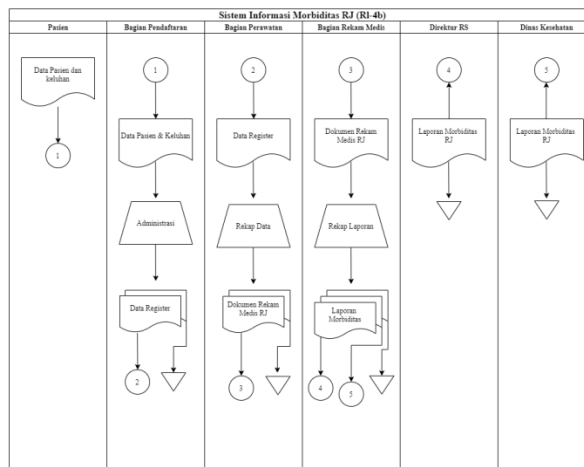 Sistem Informasi Morbiditas RJ (RI-4b)
Pasien
Bagian Pendaftaran
Bagian Perawatan
Bagian Rekam Medis
Direktur RS
Dinas Kesehatan
Data Pasien dan
keluhan
1
1
Data Pasien & Keluhan
Administrasi
Data Register
2
2
Data Register
Rekap Data
Dokumen Rekam
Medis RJ
3
3
Dokumen Rekam
Medis RJ
Rekap Laporan
Laporan
Morbiditas
4
5
4
Laporan Morbiditas
RJ
5
Laporan Morbiditas
RJ